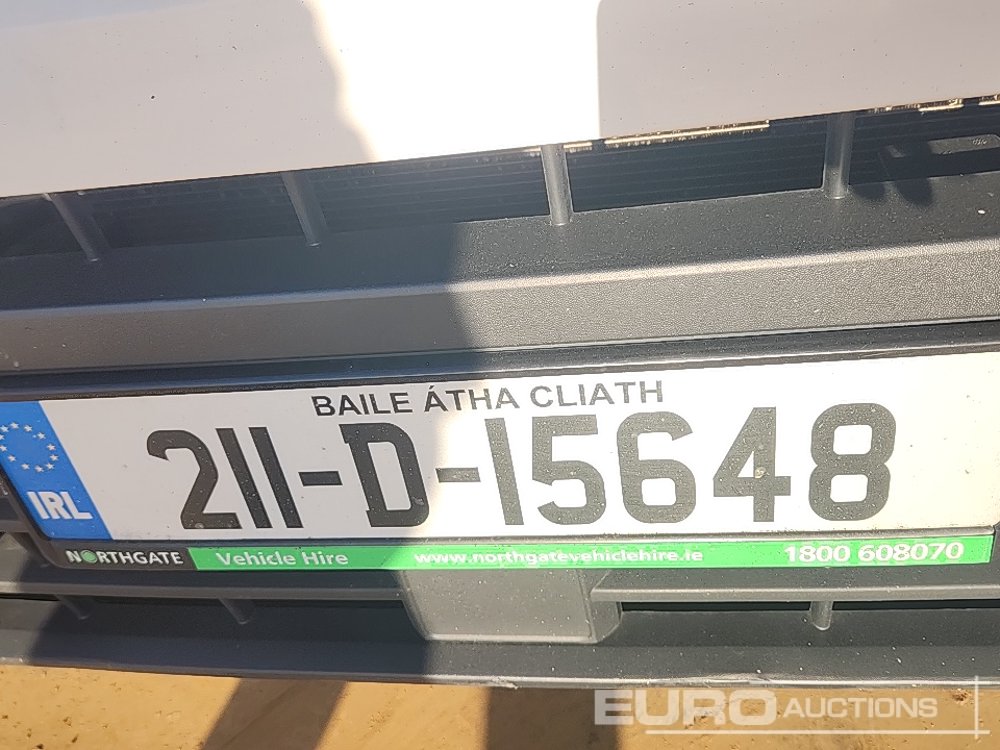 BAILE ÁTHA CLIATH
211-D-15648
IRL
NORTHGATE Vehicle Hire www.northgatevehiclehire.ie 1800 608070
EURO AUCTIONS